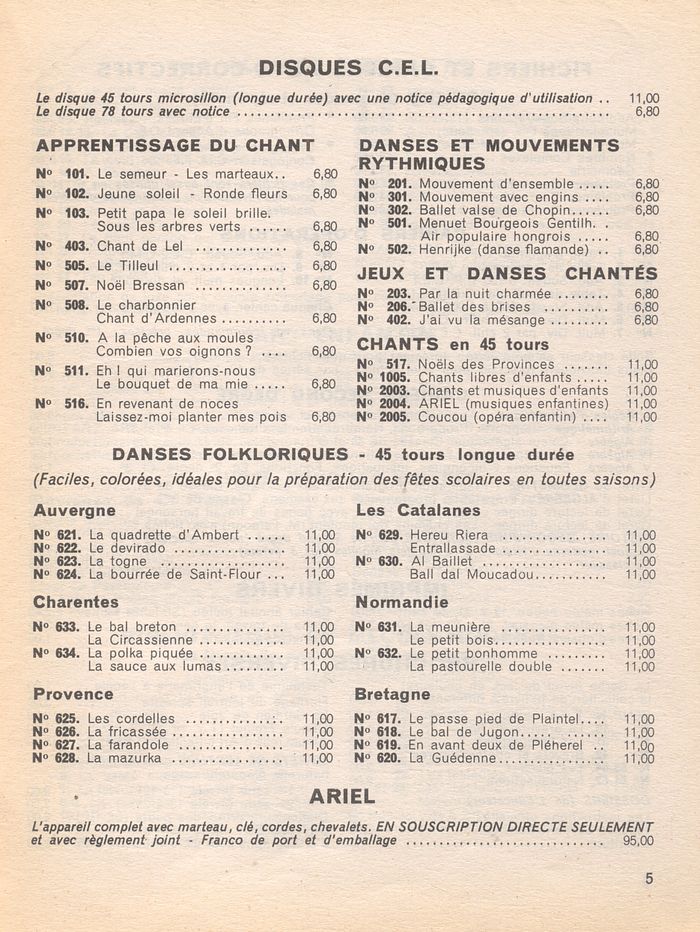 DISQUES C.E.L.
Le disque 45 tours microsillon (longue durée) avec une notice pédagogique d'utilisation .. 11,00
Le disque 78 tours avec notice .................................................... 6,80
APPRENTISSAGE DU CHANT
Nº 101. Le semeur - Les marteaux.. 6,80
Nº 102. Jeune soleil - Ronde fleurs 6,80
Nº 103. Petit papa le soleil brille.
Sous les arbres verts ....... 6,80
Nº 403. Chant de Lel ............. 6,80
Nº 505. Le Tilleul ................ 6,80
Nº 507. Noël Bressan ............. 6,80
Nº 508. Le charbonnier
Chant d'Ardennes .......... 6,80
Nº 510. A la pêche aux moules
Combien vos oignons ? .... 6,80
Nº 511. Eh ! qui marierons-nous
Le bouquet de ma mie ..... 6,80
Nº 516. En revenant de noces
Laissez-moi planter mes pois 6,80
DANSES ET MOUVEMENTS
RYTHMIQUES
Nº 201. Mouvement d'ensemble ..... 6,80
Nº 301. Mouvement avec engins .... 6,80
Nº 302. Ballet valse de Chopin...... 6,80
Nº 501. Menuet Bourgeois Gentilh. .
Air populaire hongrois ..... 6,80
Nº 502. Henrijke (danse flamande) .. 6,80
JEUX ET DANSES CHANTÉS
Nº 203. Par la nuit charmée ........ 6,80
Nº 206. Ballet des brises .......... 6,80
Nº 402. J'ai vu la mésange ......... 6,80
CHANTS en 45 tours
Nº 517. Noëls des Provinces ....... 11,00
Nº 1005. Chants libres d'enfants ..... 11,00
Nº 2003. Chants et musiques d'enfants 11,00
Nº 2004. ARIEL (musiques enfantines) 11,00
Nº 2005. Coucou (opéra enfantin) .... 11,00
DANSES FOLKLORIQUES - 45 tours longue durée
(Faciles, colorées, idéales pour la préparation des fêtes scolaires en toutes saisons)
Auvergne
Nº 621. La quadrette d'Ambert ...... 11,00
Nº 622. Le devirado ................ 11,00
Nº 623. La togne .................. 11,00
Nº 624. La bourrée de Saint-Flour ... 11,00
Les Catalanes
Nº 629. Hereu Riera ............... 11,00
Entrallassade .............. 11,00
Nº 630. Al Baillet ................. 11,00
Ball dal Moucadou........... 11,00
Charentes
Nº 633. Le bal breton .............. 11,00
La Circassienne ............. 11,00
Nº 634. La polka piquée ............ 11,00
La sauce aux lumas ......... 11,00
Normandie
Nº 631. La meunière ............... 11,00
Le petit bois................ 11,00
Nº 632. Le petit bonhomme ........ 11,00
La pastourelle double ....... 11,00
Provence
Nº 625. Les cordelles .............. 11,00
Nº 626. La fricassée ............... 11,00
Nº 627. La farandole .............. 11,00
Nº 628. La mazurka ............... 11,00
Bretagne
Nº 617. Le passe pied de Plaintel.... 11,00
Nº 618. Le bal de Jugon..... ...... 11,00
Nº 619. En avant deux de Pléherel .. 11,00
Nº 620. La Guédenne............... 11,00
ARIEL
L'appareil complet avec marteau, clé, cordes, chevalets. EN SOUSCRIPTION DIRECTE SEULEMENT
et avec règlement joint - Franco de port et d'emballage ............................ 95,00
5